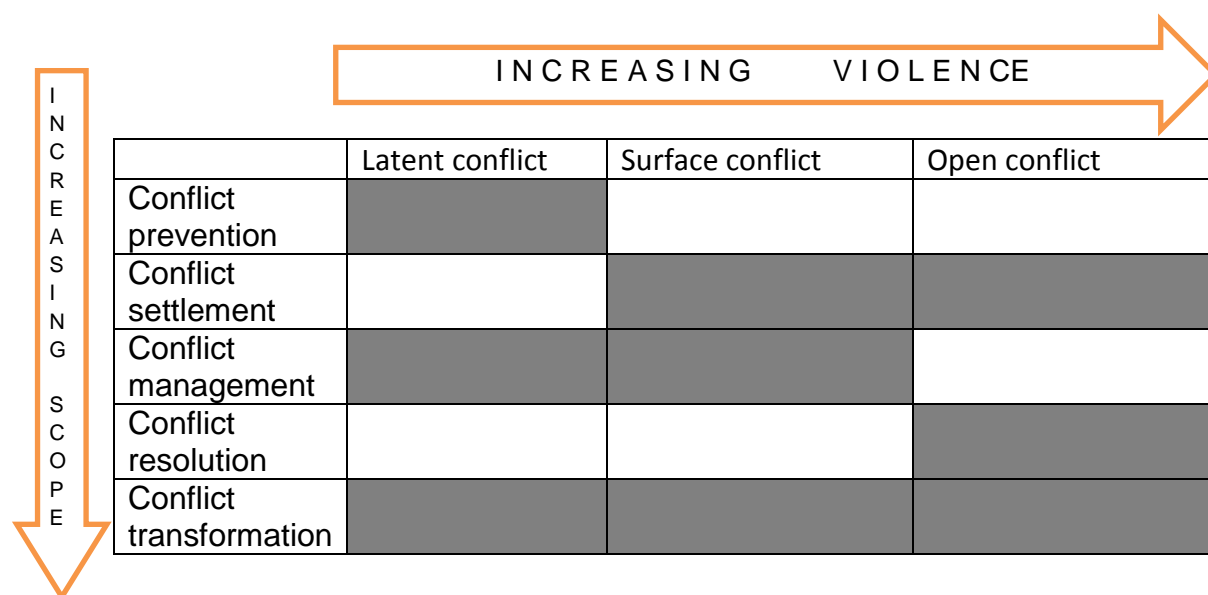 INCREASING VIOLENCE
INCREASING SCOPE
Latent conflict Surface conflict Open conflict
Conflict
prevention
Conflict
settlement
Conflict
management
Conflict
resolution
Conflict
transformation